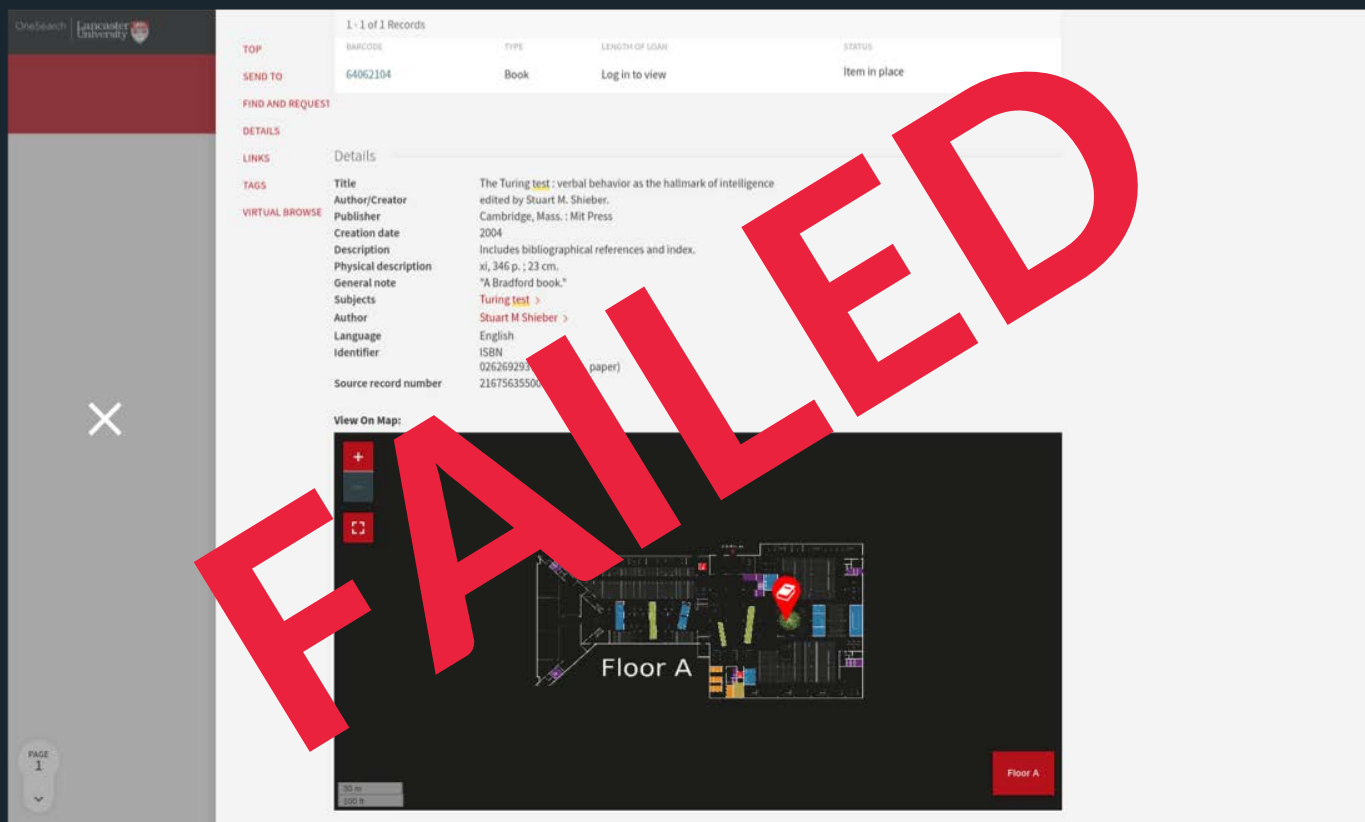 OneSearch Lancaster University
TOP
SEND TO
FIND AND REQUEST
DETAILS
LINKS
TAGS
VIRTUAL BROWSE
1 - 1 of 1 Records
BARCODE TYPE LENGTH OF LOAN STATUS
64062104 Book Log in to view Item in place
Details
Title The Turing test : verbal behavior as the hallmark of intelligence
Author/Creator edited by Stuart M. Shieber.
Publisher Cambridge, Mass. : Mit Press
Creation date 2004
Description Includes bibliographical references and index.
Physical description xi, 346 p. ; 23 cm.
General note "A Bradford book."
Subjects Turing test >
Author Stuart M Shieber >
Language English
Identifier ISBN
paper)
Source record number
View On Map:
+
Floor A
Floor A
30 m
100 ft
PAGE
1
FAILED